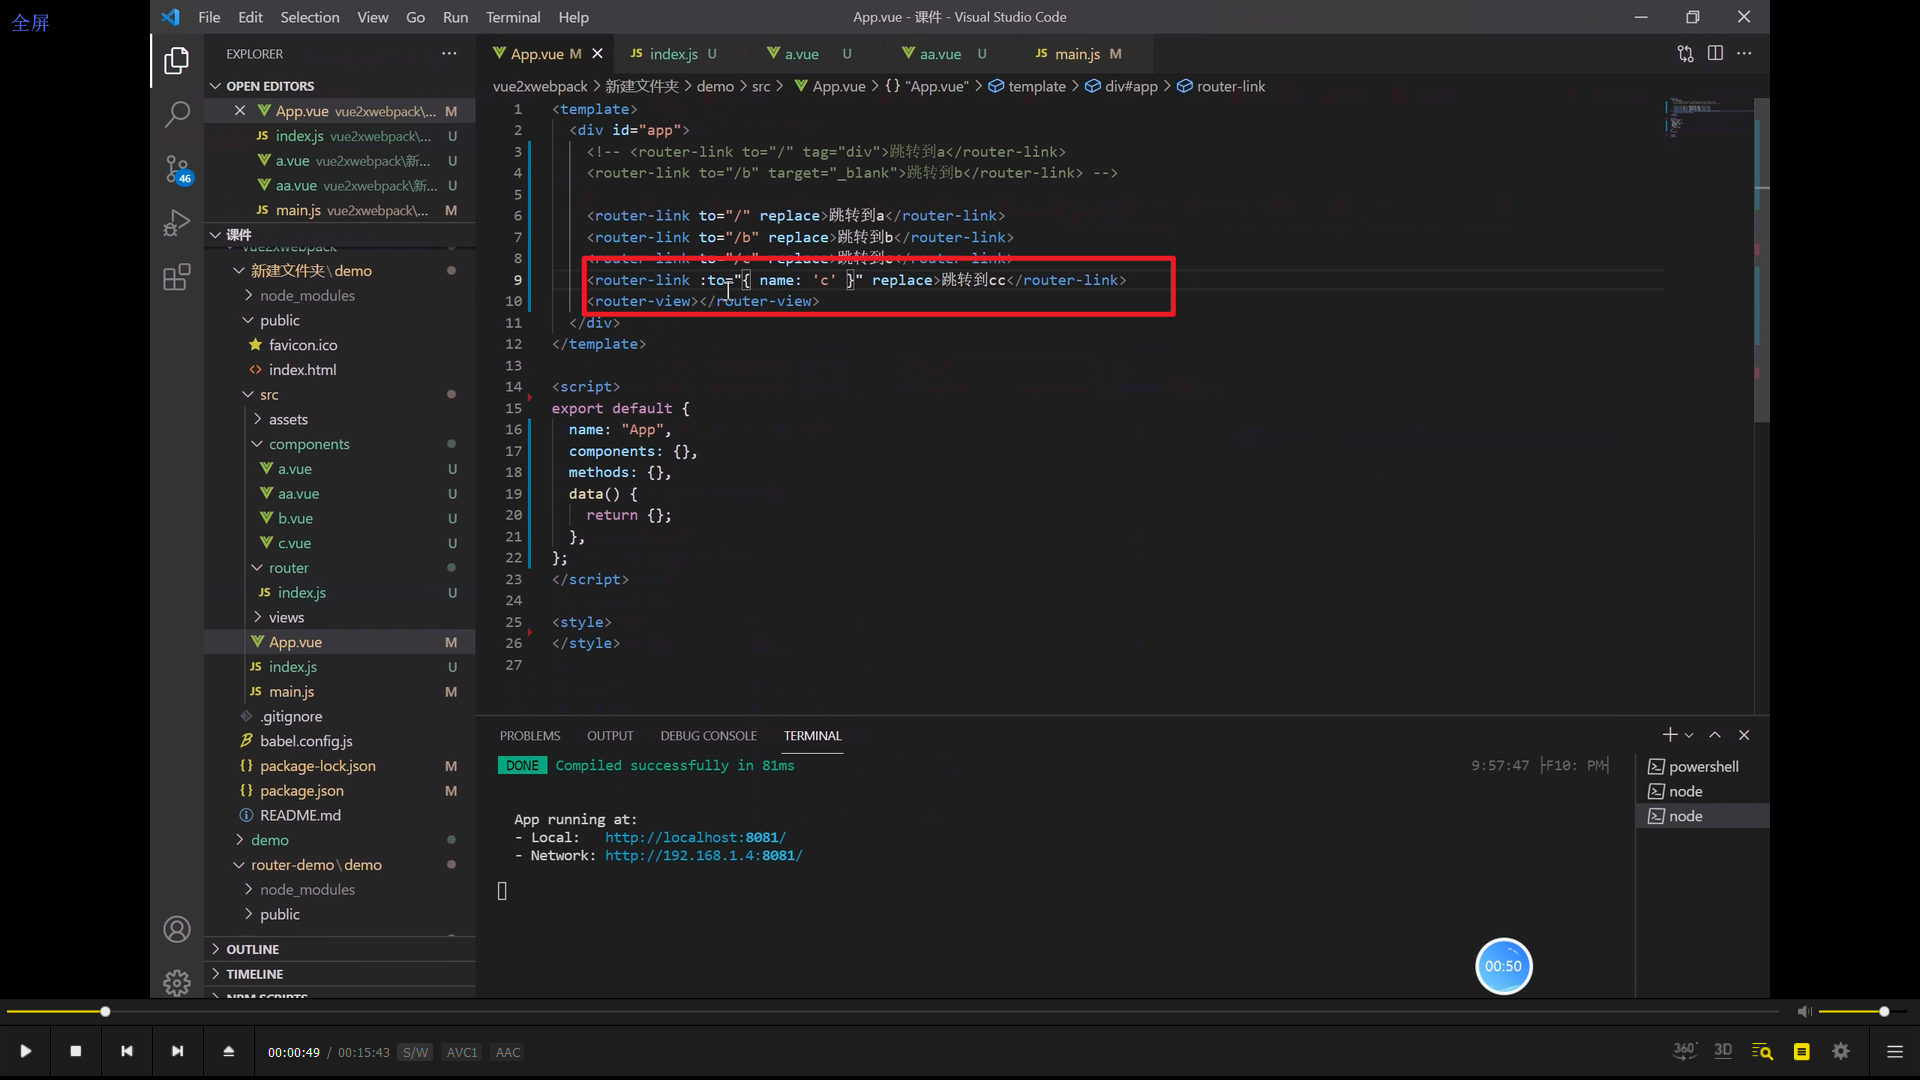 全屏
File Edit Selection View Go Run Terminal Help
App.vue - 课件 - Visual Studio Code
EXPLORER
App.vue M
JS index.js U
a.vue U
aa.vue U
JS main.js M
vue2xwebpack > 新建文件夹 > demo > src > App.vue > {} "App.vue" > template > div#app > router-link
OPEN EDITORS
App.vue vue2xwebpack\... M
JS index.js vue2xwebpack\... U
a.vue vue2xwebpack\新... U
aa.vue vue2xwebpack\新... U
JS main.js vue2xwebpack\... M
46
课件
vue2xwebpack
新建文件夹\demo
node_modules
public
favicon.ico
<> index.html
src
assets
components
a.vue U
aa.vue U
b.vue U
c.vue U
router
JS index.js U
views
App.vue M
JS index.js U
JS main.js M
.gitignore
babel.config.js
{} package-lock.json M
{} package.json M
README.md
demo
router-demo\demo
node_modules
public
OUTLINE
TIMELINE
NPM SCRIPTS
1 <template>
2 <div id="app">
3 <!-- <router-link to="/" tag="div">跳转到a</router-link>
4 <router-link to="/b" target="_blank">跳转到b</router-link> -->
5
6 <router-link to="/" replace>跳转到a</router-link>
7 <router-link to="/b" replace>跳转到b</router-link>
8 <router-link to="/c" replace>跳转到c</router-link>
9 <router-link :to="{ name: 'c' }" replace>跳转到cc</router-link>
10 <router-view></router-view>
11 </div>
12 </template>
13
14 <script>
15 export default {
16 name: "App",
17 components: {},
18 methods: {},
19 data() {
20 return {};
21 },
22 };
23 </script>
24
25 <style>
26 </style>
27
PROBLEMS OUTPUT DEBUG CONSOLE TERMINAL
DONE Compiled successfully in 81ms
9:57:47 ├F10: PM┤
App running at:
- Local: http://localhost:8081/
- Network: http://192.168.1.4:8081/
powershell
node
node
00:50
00:00:49 / 00:15:43 S/W AVC1 AAC
360° 3D